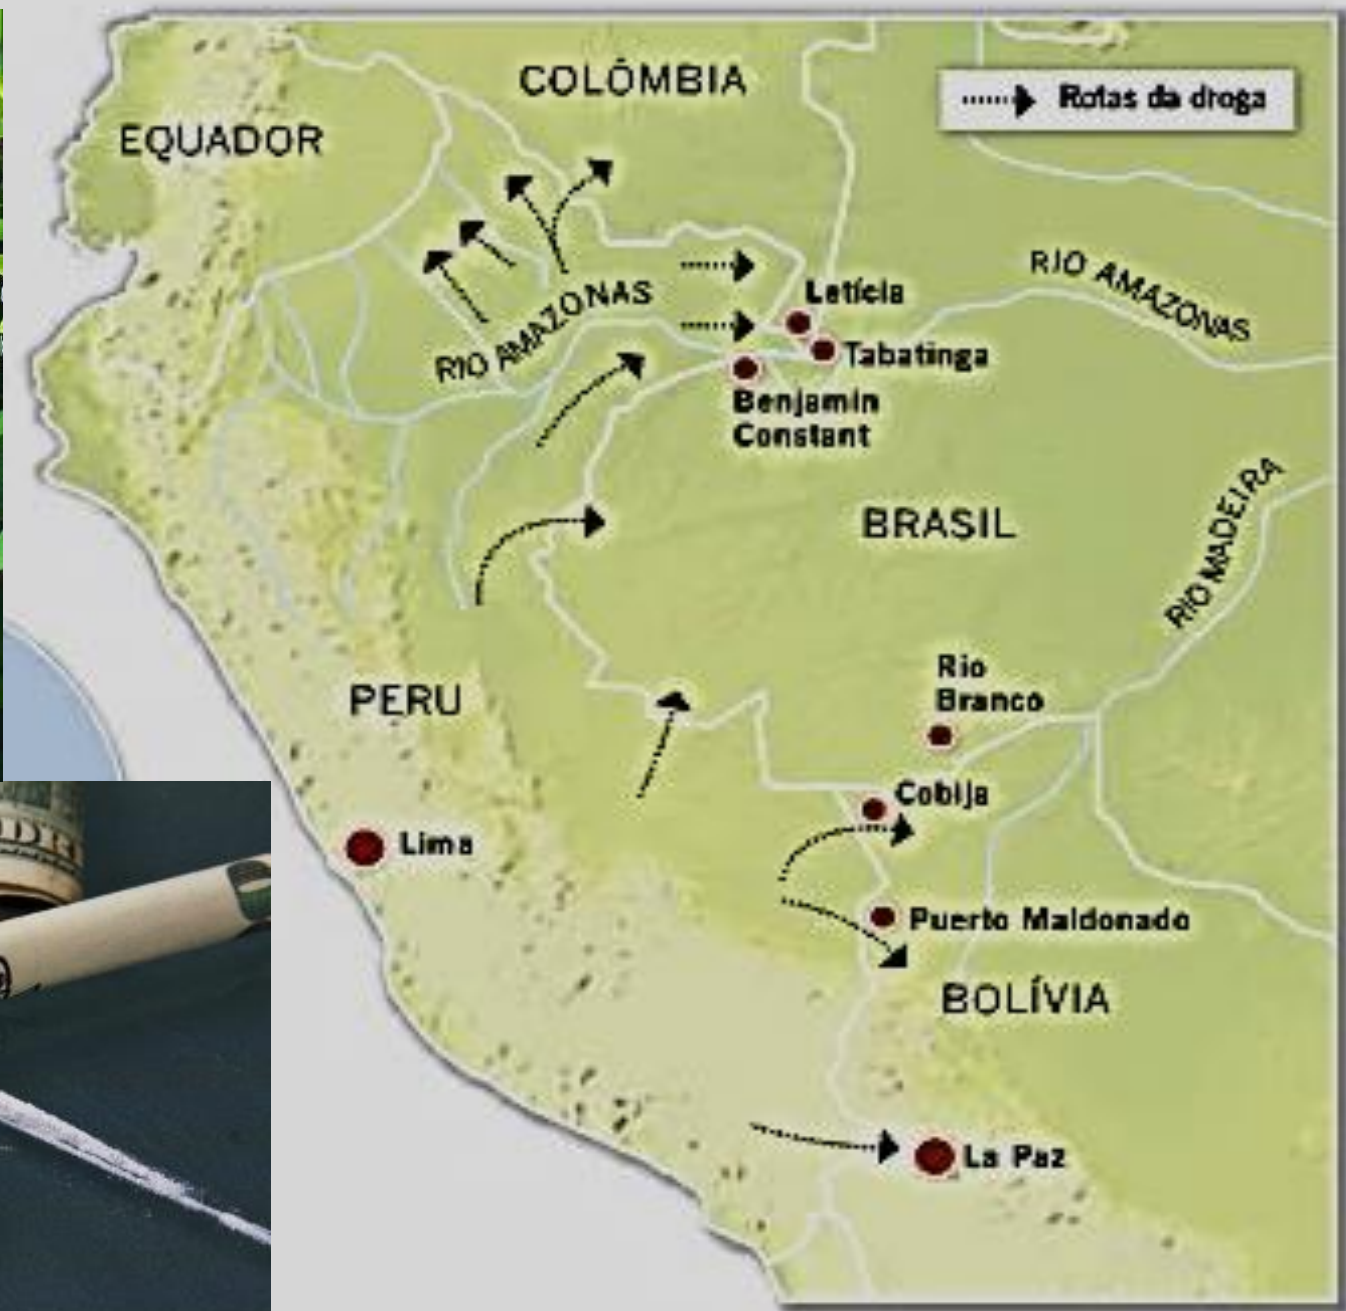 COLÔMBIA
Rotas da droga
EQUADOR
RIO AMAZONAS
Letícia
RIO AMAZONAS
Tabatinga
Benjamin
Constant
BRASIL
RIO MADEIRA
Rio
Branco
PERU
Cobija
Lima
Puerto Maldonado
BOLÍVIA
La Paz